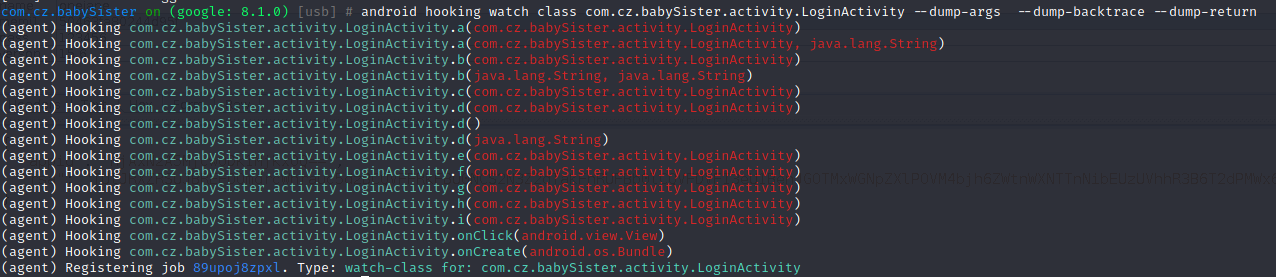 com.cz.babySister on (google: 8.1.0) [usb] # android hooking watch class com.cz.babySister.activity.LoginActivity --dump-args  --dump-backtrace --dump-return
(agent) Hooking com.cz.babySister.activity.LoginActivity.a(com.cz.babySister.activity.LoginActivity)
(agent) Hooking com.cz.babySister.activity.LoginActivity.a(com.cz.babySister.activity.LoginActivity, java.lang.String)
(agent) Hooking com.cz.babySister.activity.LoginActivity.b(com.cz.babySister.activity.LoginActivity)
(agent) Hooking com.cz.babySister.activity.LoginActivity.b(java.lang.String, java.lang.String)
(agent) Hooking com.cz.babySister.activity.LoginActivity.c(com.cz.babySister.activity.LoginActivity)
(agent) Hooking com.cz.babySister.activity.LoginActivity.d(com.cz.babySister.activity.LoginActivity)
(agent) Hooking com.cz.babySister.activity.LoginActivity.d()
(agent) Hooking com.cz.babySister.activity.LoginActivity.d(java.lang.String)
(agent) Hooking com.cz.babySister.activity.LoginActivity.e(com.cz.babySister.activity.LoginActivity)
(agent) Hooking com.cz.babySister.activity.LoginActivity.f(com.cz.babySister.activity.LoginActivity)
(agent) Hooking com.cz.babySister.activity.LoginActivity.g(com.cz.babySister.activity.LoginActivity)
(agent) Hooking com.cz.babySister.activity.LoginActivity.h(com.cz.babySister.activity.LoginActivity)
(agent) Hooking com.cz.babySister.activity.LoginActivity.i(com.cz.babySister.activity.LoginActivity)
(agent) Hooking com.cz.babySister.activity.LoginActivity.onClick(android.view.View)
(agent) Hooking com.cz.babySister.activity.LoginActivity.onCreate(android.os.Bundle)
(agent) Registering job 89upoj8zpxl. Type: watch-class for: com.cz.babySister.activity.LoginActivity